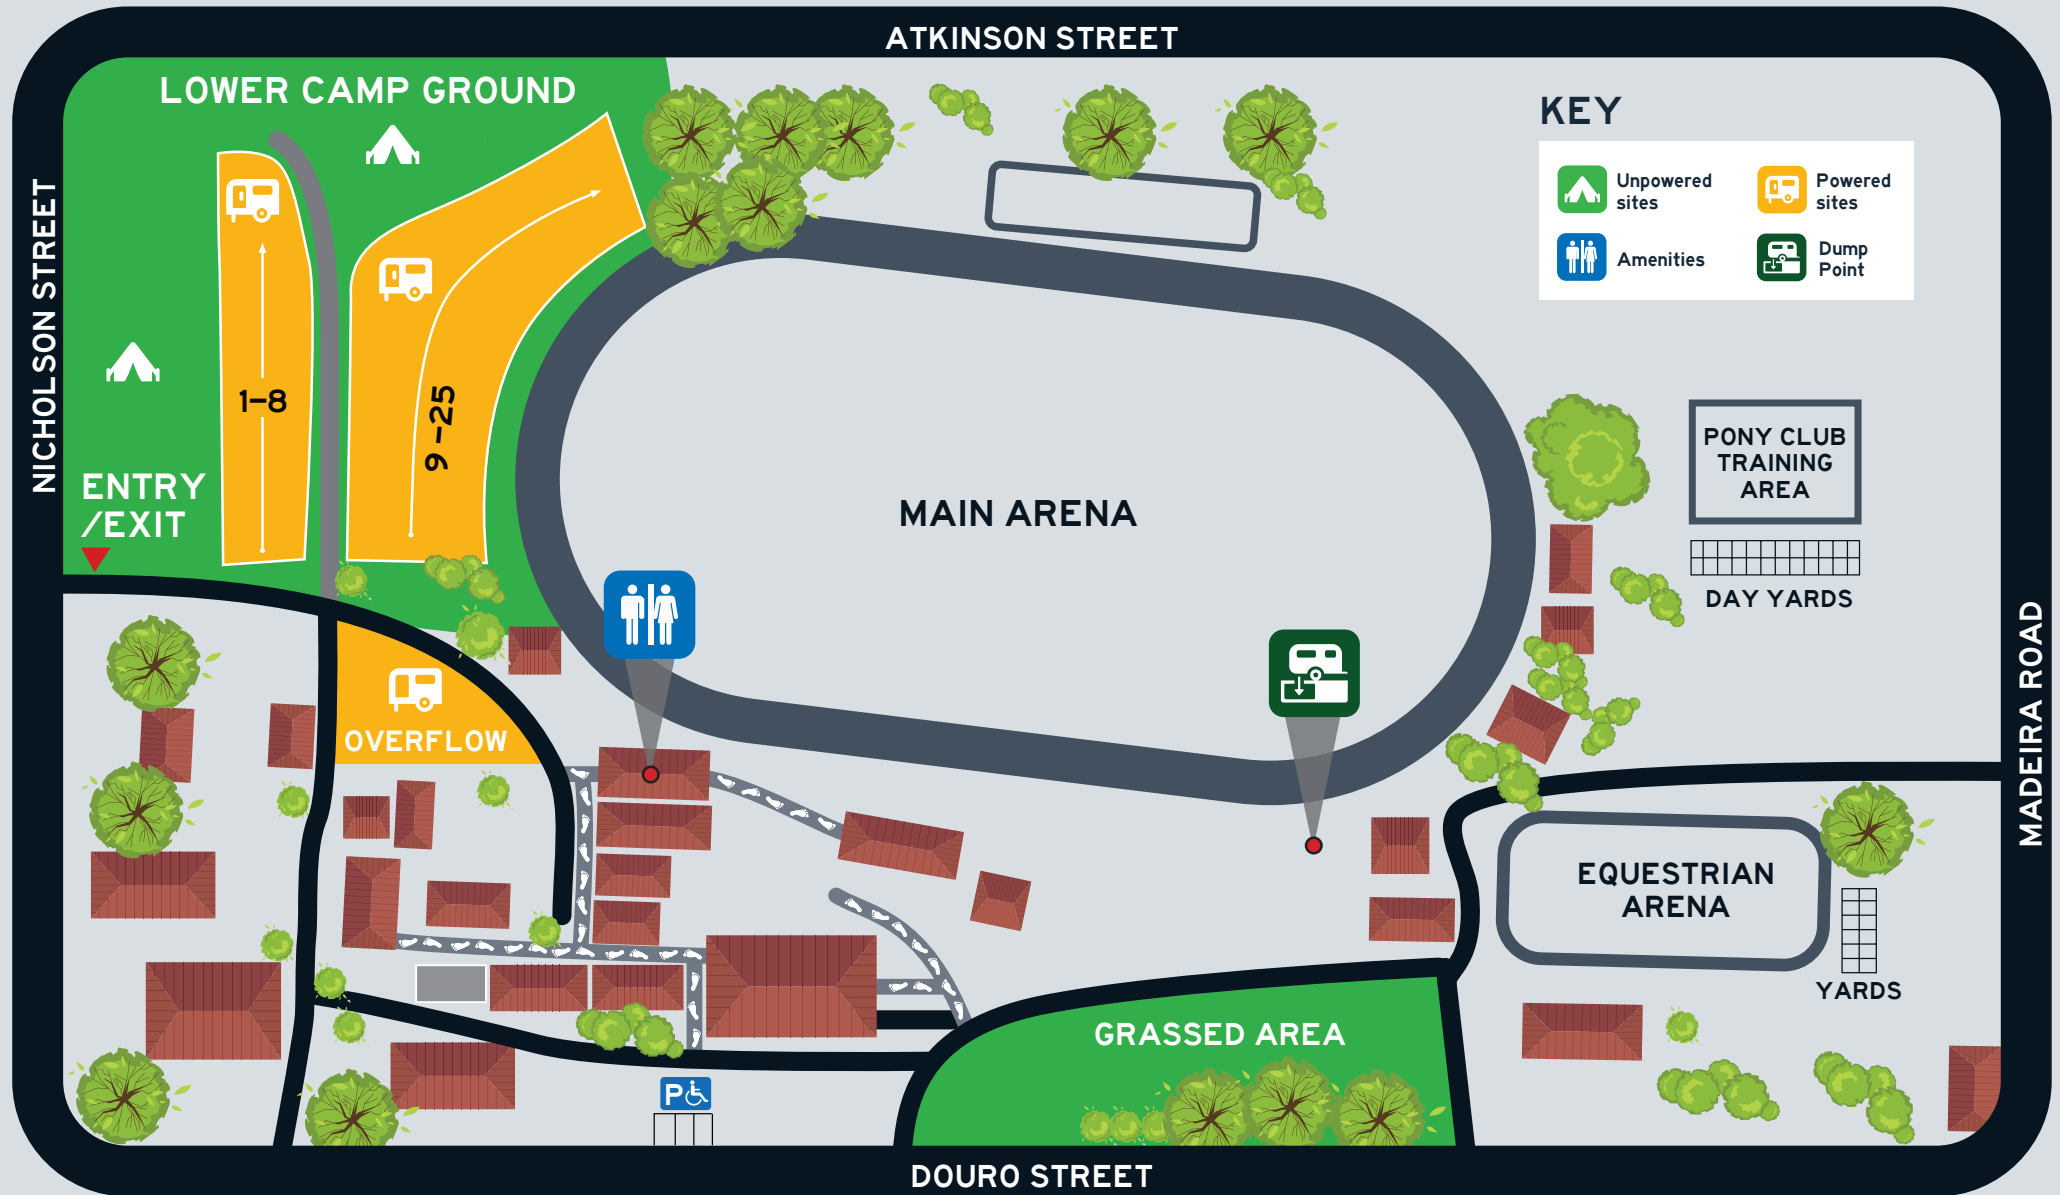 ATKINSON STREET
LOWER CAMP GROUND
KEY
Unpowered
sites
Powered
sites
Amenities
Dump
Point
NICHOLSON STREET
1–8
9 –25
ENTRY
/EXIT
MAIN ARENA
PONY CLUB
TRAINING
AREA
DAY YARDS
OVERFLOW
MADEIRA ROAD
EQUESTRIAN
ARENA
YARDS
GRASSED AREA
P
DOURO STREET